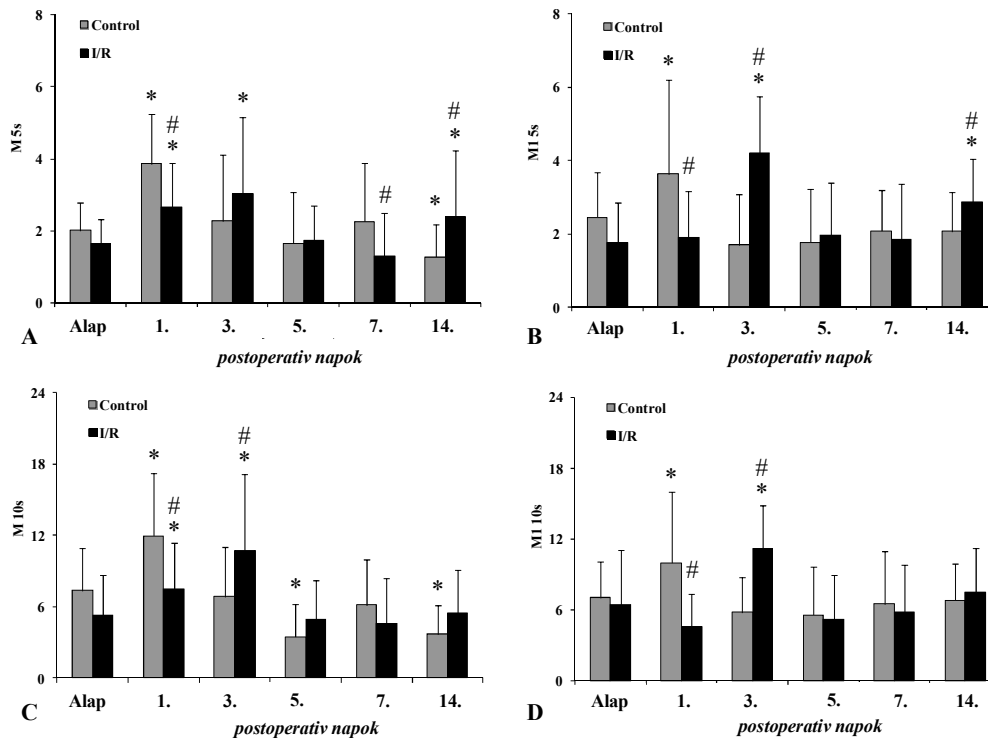 8
6
4
2
0
M 5s
Control
I/R
*
#
*
*
#
#
*
*
Alap 1. 3. 5. 7. 14.
A
postoperativ napok
8
6
4
2
0
M1 5s
Control
I/R
*
#
#
*
#
*
Alap 1. 3. 5. 7. 14.
B
postoperativ napok
24
18
12
6
0
M 10s
Control
I/R
*
#
*
#
*
*
*
Alap 1. 3. 5. 7. 14.
C
postoperativ napok
24
18
12
6
0
M1 10s
Control
I/R
*
#
#
*
Alap 1. 3. 5. 7. 14.
D
postoperativ napok